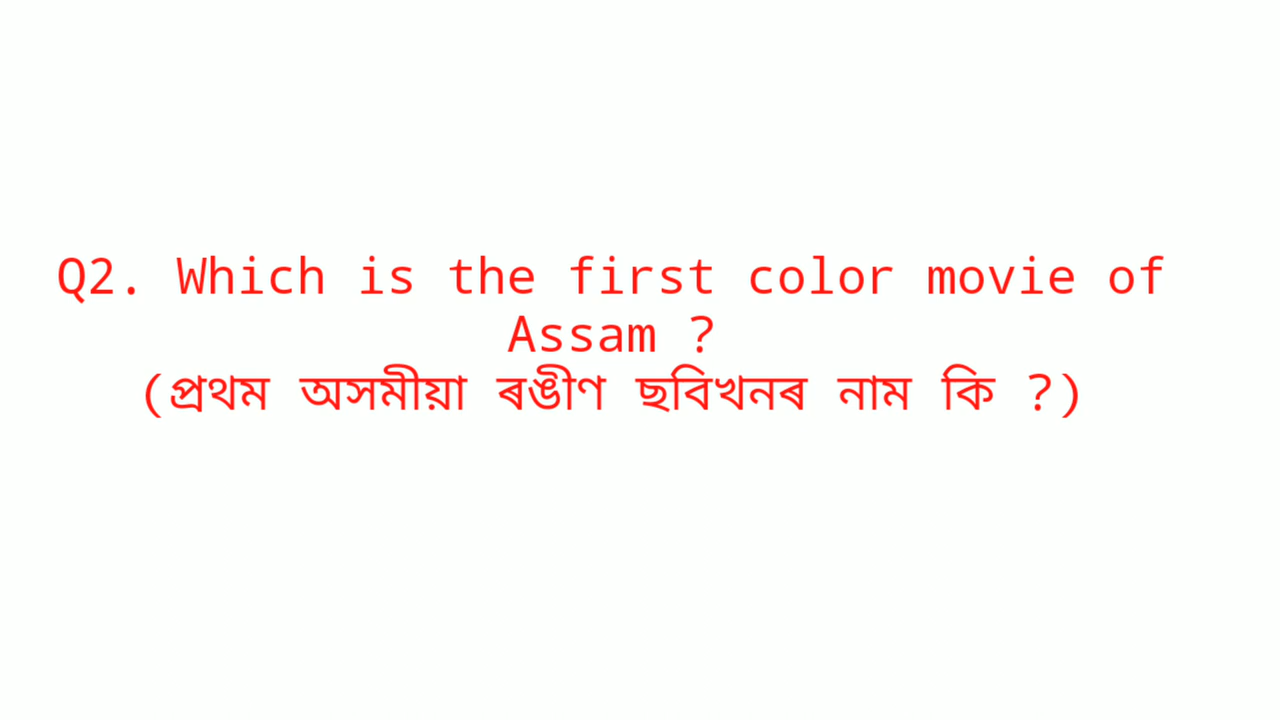 Q2. Which is the first color movie of
Assam ?
(প্ৰথম অসমীয়া ৰঙীণ ছবিখনৰ নাম কি ?)